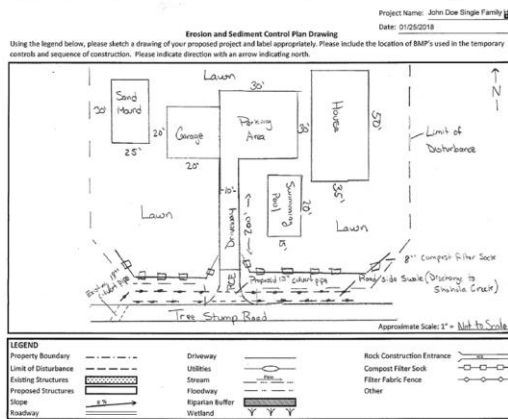 Project Name: John Doe Single Family H
Date: 01/25/2018
Erosion and Sediment Control Plan Drawing
Using the legend below, please sketch a drawing of your proposed project and label appropriately. Please include the location of BMP's used in the temporary
controls and sequence of construction. Please indicate direction with an arrow indicating north.
Lawn
30'
N
Sand
Mound
30'
25'
Garage
20'
20'
Parking
Area
30'
House
50'
35'
Limit of
Disturbance
Lawn
10'
Driveway
200'
Swimming
Pool
20'
15'
Lawn
8" Compost Filter Sock
Existing 18"
culvert pipe
RCE
Proposed 15" culvert pipe
Road side Swale (Discharge to
Shohola Creek)
Tree Stump Road
Approximate Scale: 1" = Not to Scale
LEGEND
Property Boundary
Limit of Disturbance
Existing Structures
Proposed Structures
Slope
Roadway
Driveway
Utilities
Stream
Floodway
Riparian Buffer
Wetland
Rock Construction Entrance
Compost Filter Sock
Filter Fabric Fence
Other